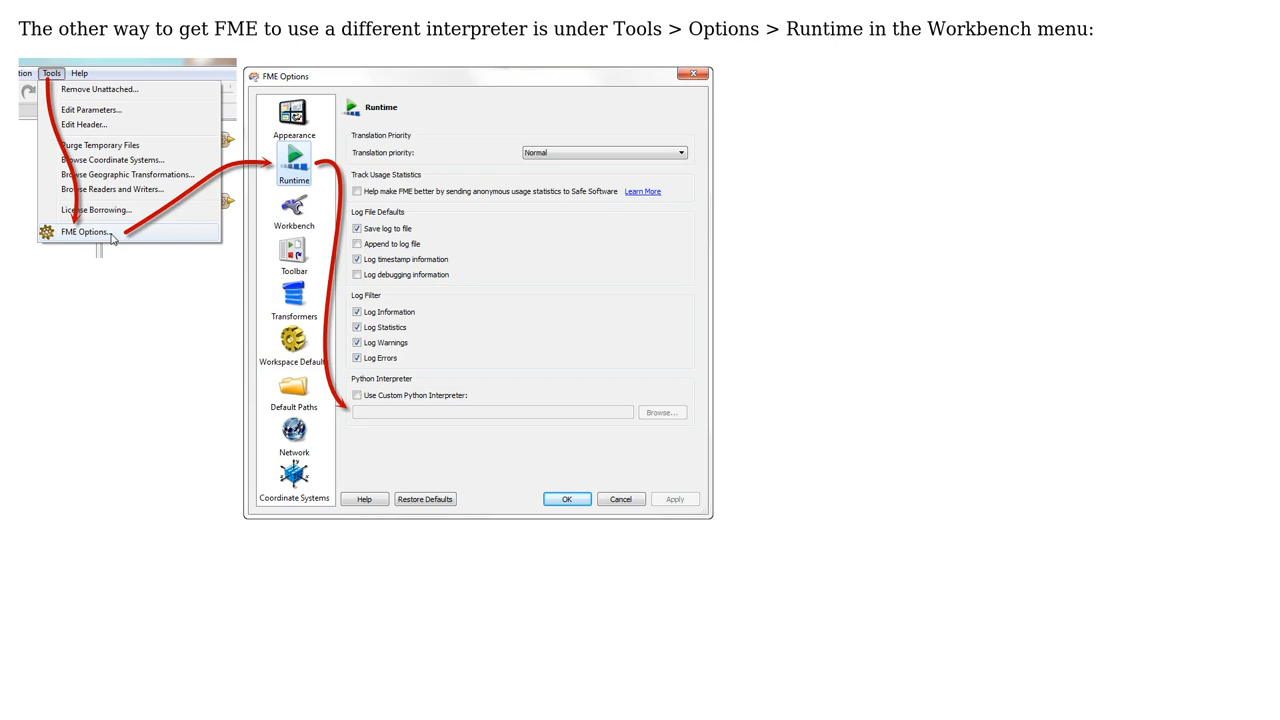 The other way to get FME to use a different interpreter is under Tools > Options > Runtime in the Workbench menu:
tion Tools Help
Remove Unattached...
Edit Parameters...
Edit Header...
Purge Temporary Files
Browse Coordinate Systems...
Browse Geographic Transformations...
Browse Readers and Writers...
License Borrowing...
FME Options...
FME Options
Appearance
Runtime
Workbench
Toolbar
Transformers
Workspace Defaults
Default Paths
Network
Coordinate Systems
Runtime
Translation Priority
Translation priority: Normal
Track Usage Statistics
Help make FME better by sending anonymous usage statistics to Safe Software Learn More
Log File Defaults
Save log to file
Append to log file
Log timestamp information
Log debugging information
Log Filter
Log Information
Log Statistics
Log Warnings
Log Errors
Python Interpreter
Use Custom Python Interpreter:
Browse...
Help Restore Defaults OK Cancel Apply